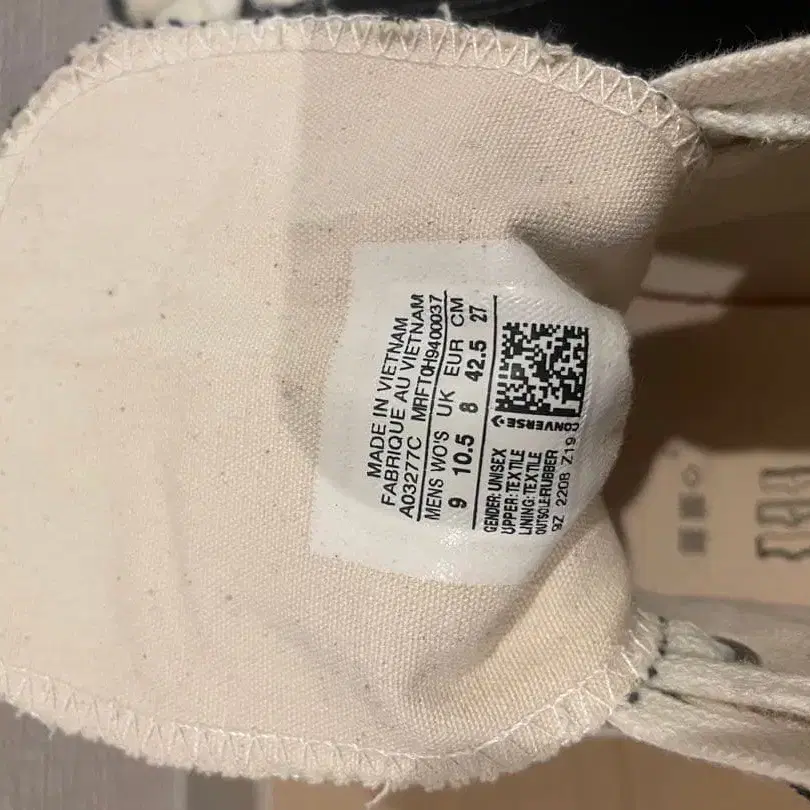 MADE IN VIETNAM
FABRIQUE AU VIETNAM
A03277C MRFT0H9400037
MENS WO'S UK EUR CM
9 10.5 8 42.5 27
GENDER: UNISEX
UPPER: TEXTILE
LINING: TEXTILE
OUTSOLE:RUBBER
9Z 2208 Z19
CONVERSE